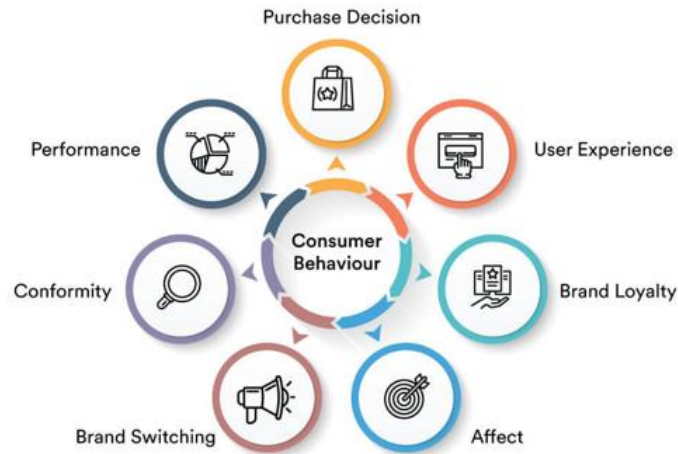 Purchase Decision
Performance
User Experience
Consumer
Behaviour
Conformity
Brand Loyalty
Brand Switching
Affect